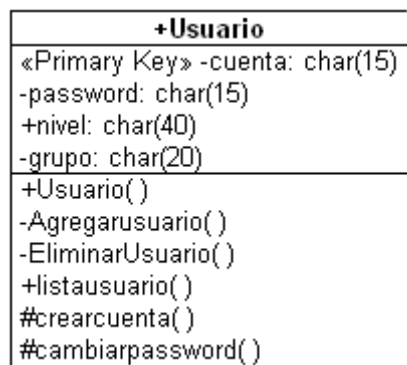 +Usuario
«Primary Key» -cuenta: char(15)
-password: char(15)
+nivel: char(40)
-grupo: char(20)
+Usuario()
-Agregarusuario()
-EliminarUsuario()
+listausuario()
#crearcuenta()
#cambiarpassword()